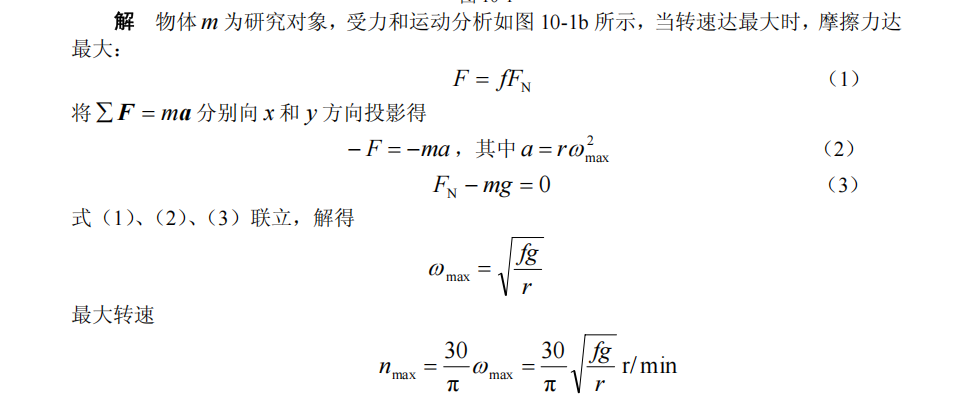 解 物体 m 为研究对象，受力和运动分析如图 10-1b 所示，当转速达最大时，摩擦力达
最大：
F = fF_N （1）
将 ∑F = ma 分别向 x 和 y 方向投影得
− F = −ma ，其中 a = rω²_max （2）
F_N − mg = 0 （3）
式（1）、（2）、（3）联立，解得
ω_max = √(fg/r)
最大转速
n_max = 30/π ω_max = 30/π √(fg/r) r/min